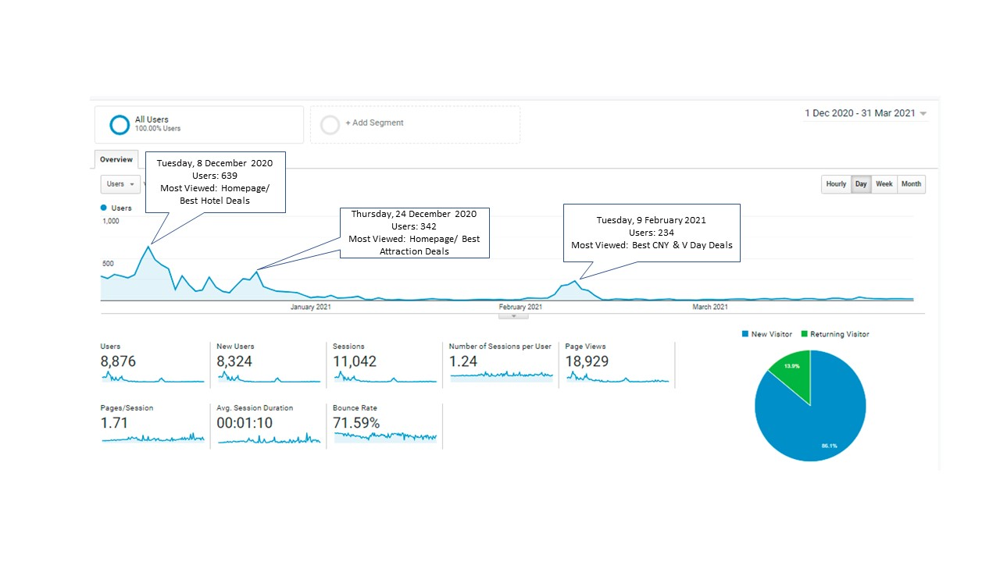 All Users
100.00% Users
+ Add Segment
1 Dec 2020 - 31 Mar 2021
Overview
Tuesday, 8 December 2020
Users: 639
Most Viewed: Homepage/
Best Hotel Deals
Users
Hourly Day Week Month
Users
Thursday, 24 December 2020
Users: 342
Most Viewed: Homepage/ Best
Attraction Deals
Tuesday, 9 February 2021
Users: 234
Most Viewed: Best CNY & V Day Deals
1,000
500
January 2021
February 2021
March 2021
New Visitor
Returning Visitor
Users
8,876
New Users
8,324
Sessions
11,042
Number of Sessions per User
1.24
Page Views
18,929
Pages/Session
1.71
Avg. Session Duration
00:01:10
Bounce Rate
71.59%
13.9%
86.1%